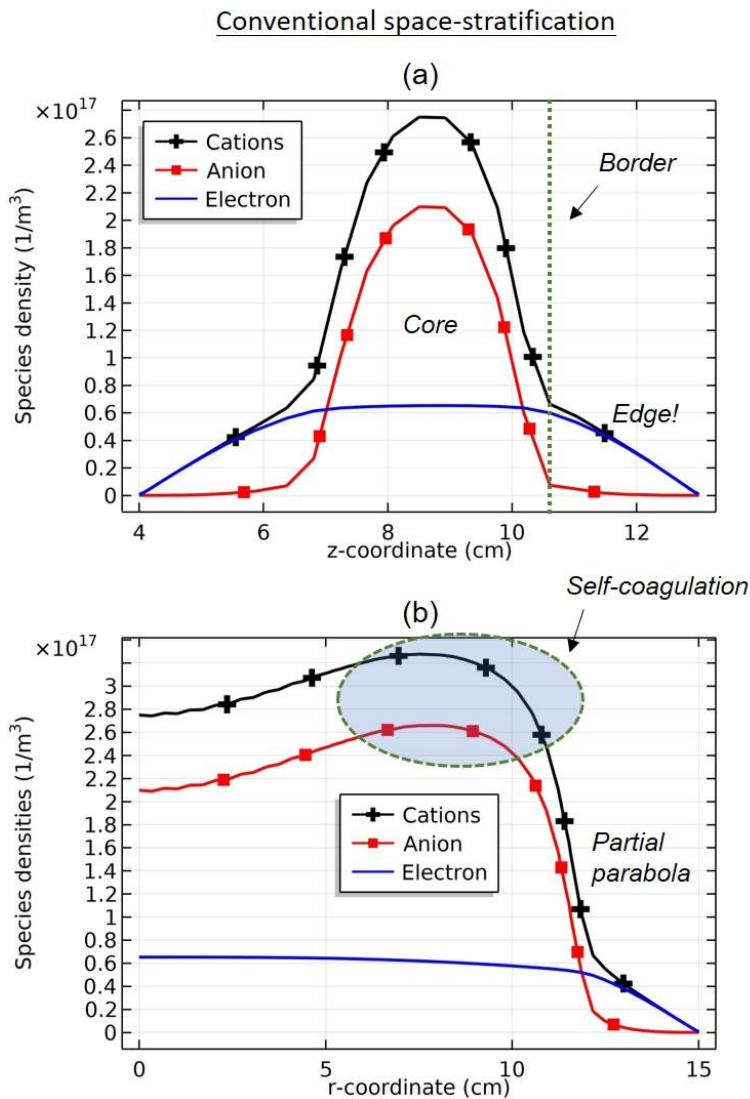 Conventional space-stratification
(a)
×10^17
2.6
2.4
2.2
2
1.8
1.6
1.4
1.2
1
0.8
0.6
0.4
0.2
0
Species density (1/m³)
Cations
Anion
Electron
Border
Core
Edge!
4
6
8
10
12
z-coordinate (cm)
Self-coagulation
(b)
×10^17
3
2.8
2.6
2.4
2.2
2
1.8
1.6
1.4
1.2
1
0.8
0.6
0.4
0.2
0
Species densities (1/m³)
Cations
Anion
Electron
Partial
parabola
0
5
10
15
r-coordinate (cm)